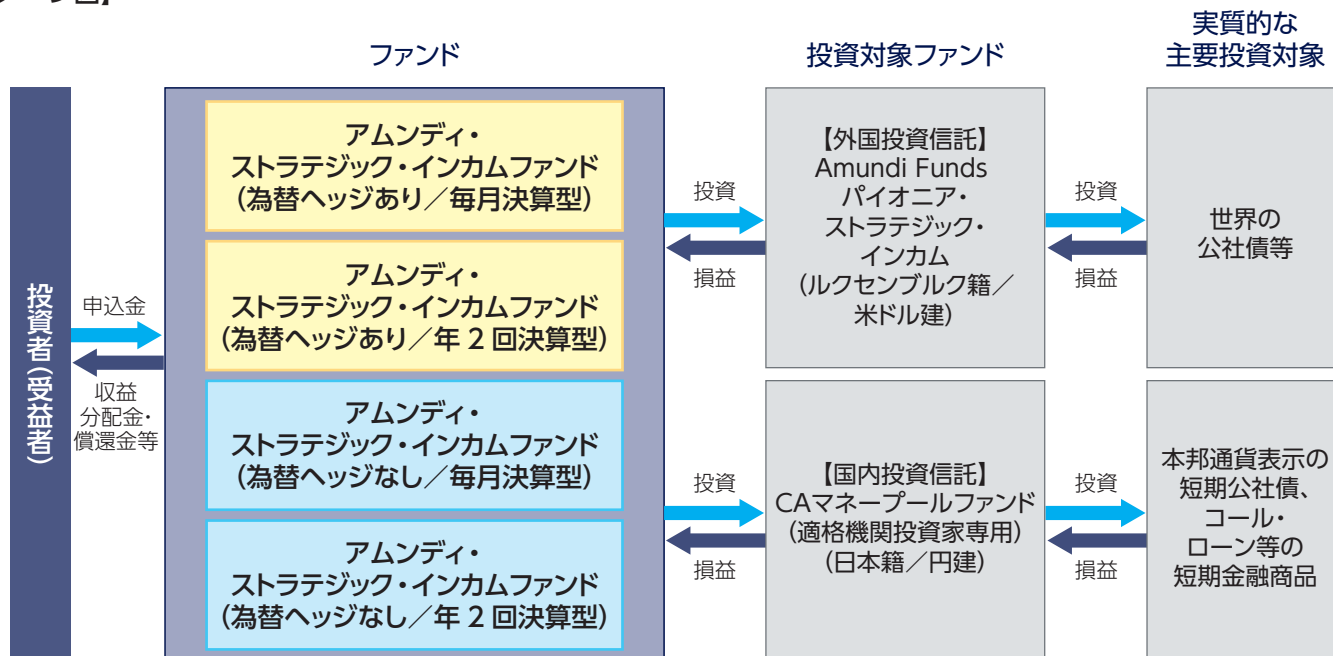 ファンド
投資対象ファンド
実質的な
主要投資対象
投資者（受益者）
申込金
収益
分配金・
償還金等
アムンディ・
ストラテジック・インカムファンド
（為替ヘッジあり／毎月決算型）
アムンディ・
ストラテジック・インカムファンド
（為替ヘッジあり／年 2 回決算型）
アムンディ・
ストラテジック・インカムファンド
（為替ヘッジなし／毎月決算型）
アムンディ・
ストラテジック・インカムファンド
（為替ヘッジなし／年 2 回決算型）
投資
損益
【外国投資信託】
Amundi Funds
パイオニア・
ストラテジック・
インカム
（ルクセンブルク籍／
米ドル建）
投資
損益
世界の
公社債等
投資
損益
【国内投資信託】
CAマネープールファンド
（適格機関投資家専用）
（日本籍／円建）
投資
損益
本邦通貨表示の
短期公社債、
コール・
ローン等の
短期金融商品